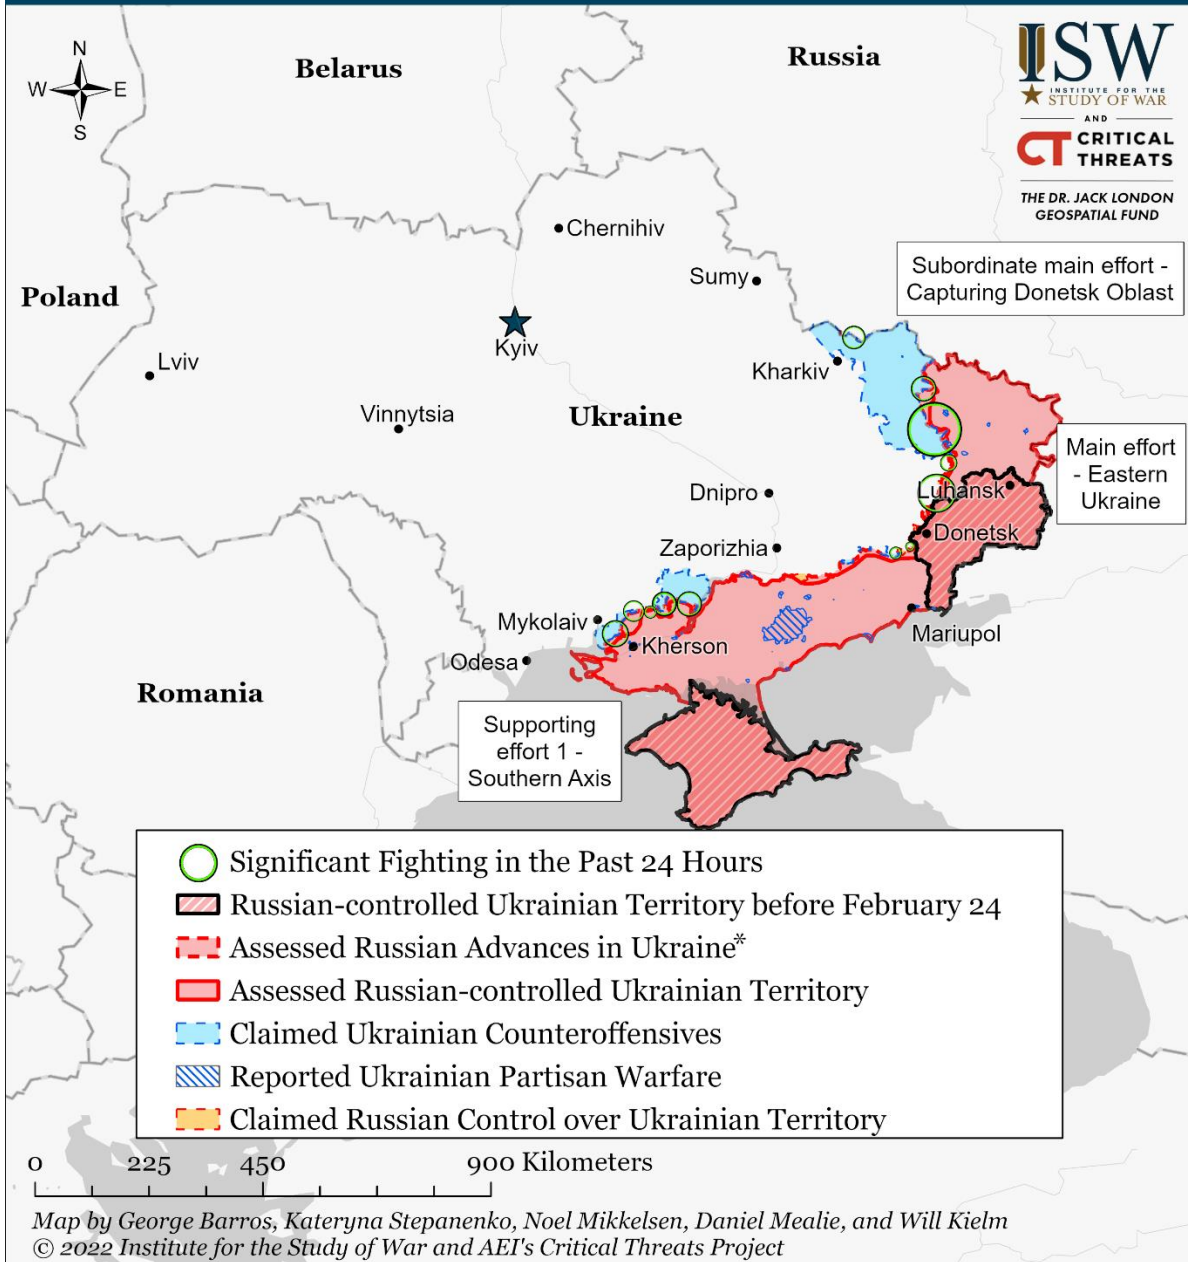 N
W
E
S
Belarus
Russia
ISW
INSTITUTE FOR THE
STUDY OF WAR
AND
CT CRITICAL
THREATS
THE DR. JACK LONDON
GEOSPATIAL FUND
Chernihiv
Sumy
Subordinate main effort -
Capturing Donetsk Oblast
Poland
Kyiv
Lviv
Kharkiv
Vinnytsia
Ukraine
Main effort
- Eastern
Ukraine
Dnipro
Luhansk
Donetsk
Zaporizhia
Mykolaiv
Mariupol
Kherson
Odesa
Romania
Supporting
effort 1 -
Southern Axis
Significant Fighting in the Past 24 Hours
Russian-controlled Ukrainian Territory before February 24
Assessed Russian Advances in Ukraine*
Assessed Russian-controlled Ukrainian Territory
Claimed Ukrainian Counteroffensives
Reported Ukrainian Partisan Warfare
Claimed Russian Control over Ukrainian Territory
0 225 450 900 Kilometers
Map by George Barros, Kateryna Stepanenko, Noel Mikkelsen, Daniel Mealie, and Will Kielm
© 2022 Institute for the Study of War and AEI's Critical Threats Project